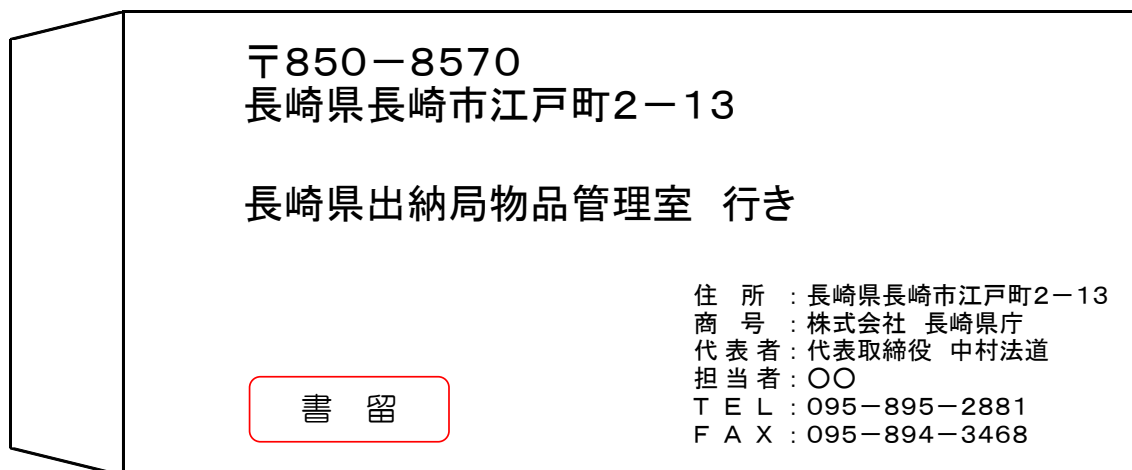 〒850－8570
長崎県長崎市江戸町2－13
長崎県出納局物品管理室　行き
住　所　：長崎県長崎市江戸町2－13
商　号　：株式会社　長崎県庁
代表者：代表取締役　中村法道
担当者：〇〇
ＴＥＬ：095－895－2881
ＦＡＸ：095－894－3468
書　留